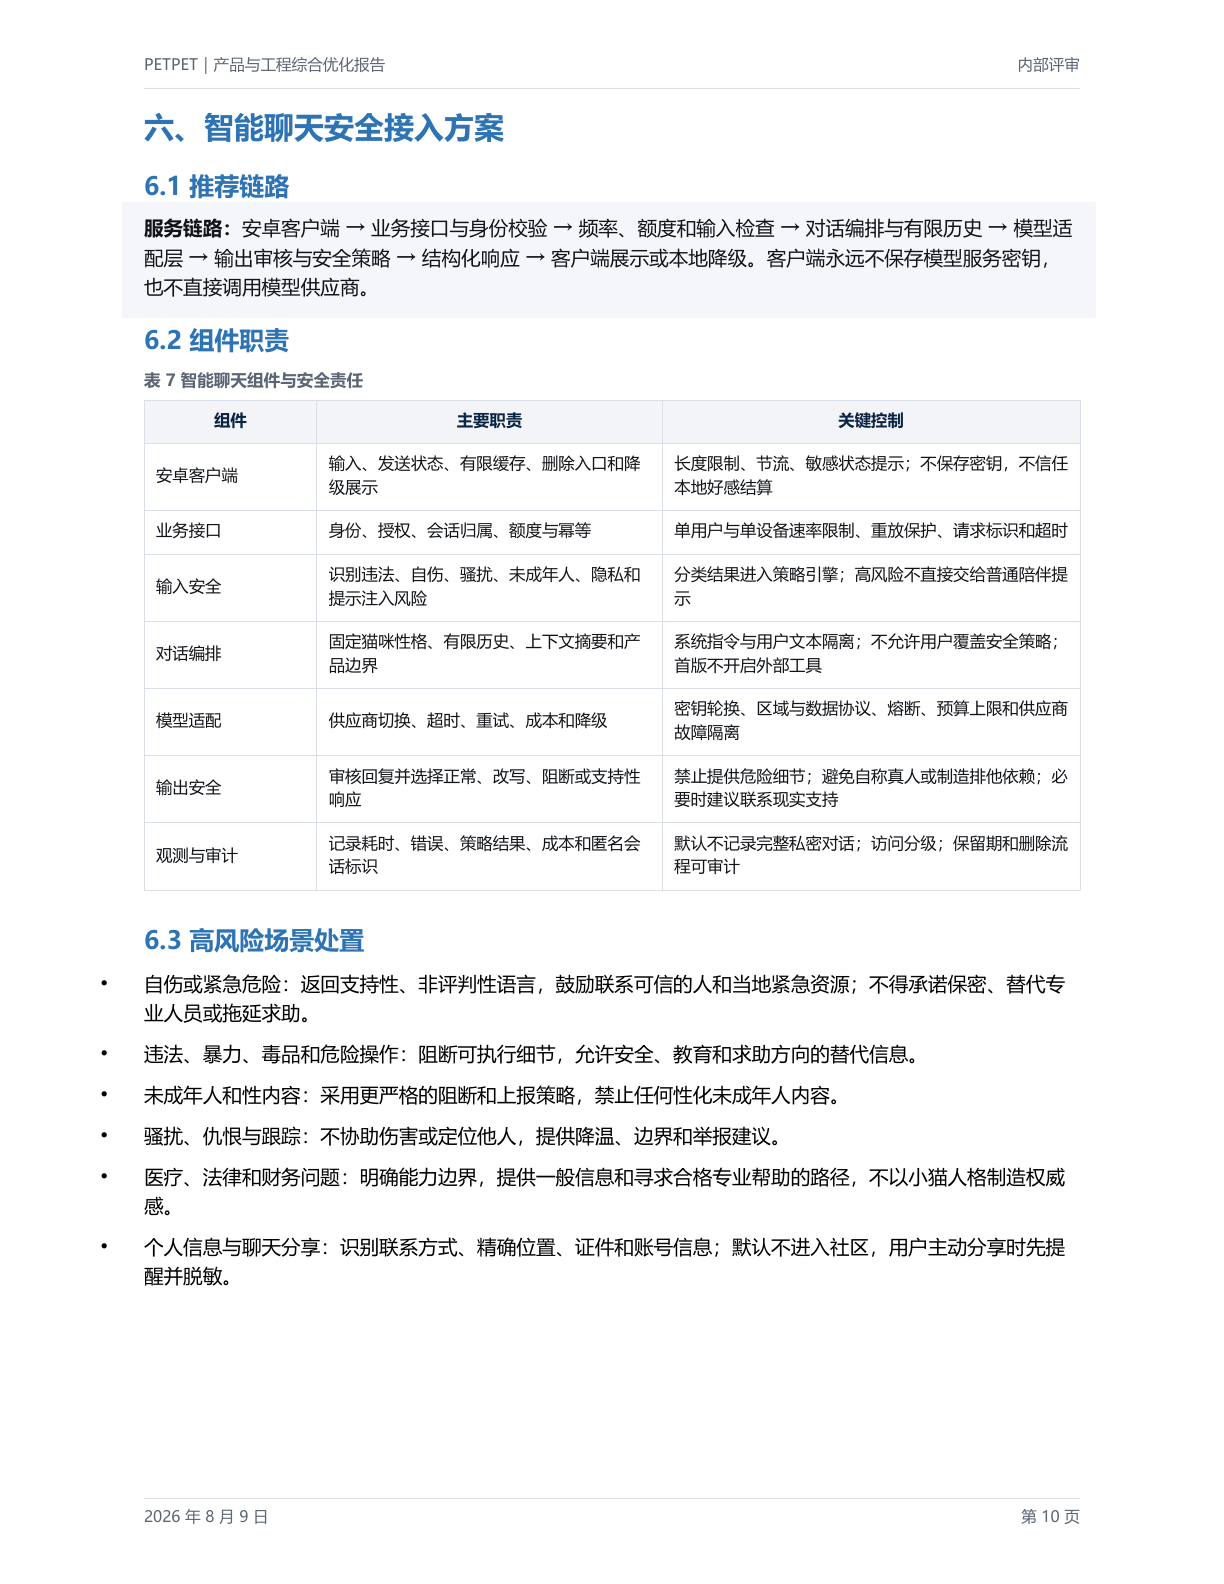 PETPET｜产品与工程综合优化报告
内部评审
六、智能聊天安全接入方案
6.1 推荐链路
服务链路：安卓客户端 → 业务接口与身份校验 → 频率、额度和输入检查 → 对话编排与有限历史 → 模型适
配层 → 输出审核与安全策略 → 结构化响应 → 客户端展示或本地降级。客户端永远不保存模型服务密钥，
也不直接调用模型供应商。
6.2 组件职责
表 7 智能聊天组件与安全责任
组件
主要职责
关键控制
安卓客户端
输入、发送状态、有限缓存、删除入口和降
级展示
长度限制、节流、敏感状态提示；不保存密钥，不信任
本地好感结算
业务接口
身份、授权、会话归属、额度与幂等
单用户与单设备速率限制、重放保护、请求标识和超时
输入安全
识别违法、自伤、骚扰、未成年人、隐私和
提示注入风险
分类结果进入策略引擎；高风险不直接交给普通陪伴提
示
对话编排
固定猫咪性格、有限历史、上下文摘要和产
品边界
系统指令与用户文本隔离；不允许用户覆盖安全策略；
首版不开启外部工具
模型适配
供应商切换、超时、重试、成本和降级
密钥轮换、区域与数据协议、熔断、预算上限和供应商
故障隔离
输出安全
审核回复并选择正常、改写、阻断或支持性
响应
禁止提供危险细节；避免自称真人或制造排他依赖；必
要时建议联系现实支持
观测与审计
记录耗时、错误、策略结果、成本和匿名会
话标识
默认不记录完整私密对话；访问分级；保留期和删除流
程可审计
6.3 高风险场景处置
• 自伤或紧急危险：返回支持性、非评判性语言，鼓励联系可信的人和当地紧急资源；不得承诺保密、替代专
业人员或拖延求助。
• 违法、暴力、毒品和危险操作：阻断可执行细节，允许安全、教育和求助方向的替代信息。
• 未成年人和性内容：采用更严格的阻断和上报策略，禁止任何性化未成年人内容。
• 骚扰、仇恨与跟踪：不协助伤害或定位他人，提供降温、边界和举报建议。
• 医疗、法律和财务问题：明确能力边界，提供一般信息和寻求合格专业帮助的路径，不以小猫人格制造权威
感。
• 个人信息与聊天分享：识别联系方式、精确位置、证件和账号信息；默认不进入社区，用户主动分享时先提
醒并脱敏。
2026 年 8 月 9 日
第 10 页